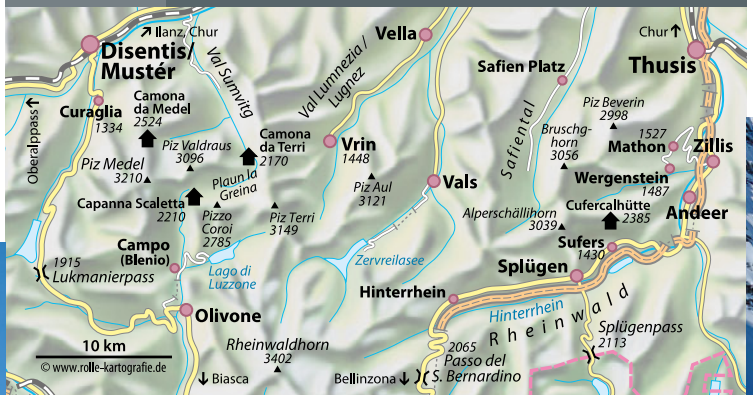 ↗ Ilanz, Chur
Chur ↑
Disentis/
Mustér
Val Sumvitg
Vella
Val Lumnezia /
Lugnez
Safien Platz
Thusis
Oberalppass ↑
Curaglia
1334
Camona
da Medel
2524
Piz Valdraus
3096
Camona
da Terri
2170
Vrin
1448
Safiental
Piz Beverin
2998
Bruschg-
horn
3056
1527
Mathon
Zillis
Piz Medel
3210
Plaun la
Greina
Piz Aul
3121
Vals
Wergenstein
1487
Capanna Scaletta
2210
Pizzo
Coroi
2785
Piz Terri
3149
Alperschällihorn
3039
Cufercalhütte
2385
Andeer
1915
Lukmanierpass
Campo
(Blenio)
Lago di
Luzzone
Zervreilasee
Sufers
1430
Splügen
Hinterrhein
Hinterrhein
Rheinwald
Olivone
10 km
© www.rolle-kartografie.de
Rheinwaldhorn
3402
↓ Biasca
Bellinzona ↓
2065
Passo del
S. Bernardino
Splügenpass
2113